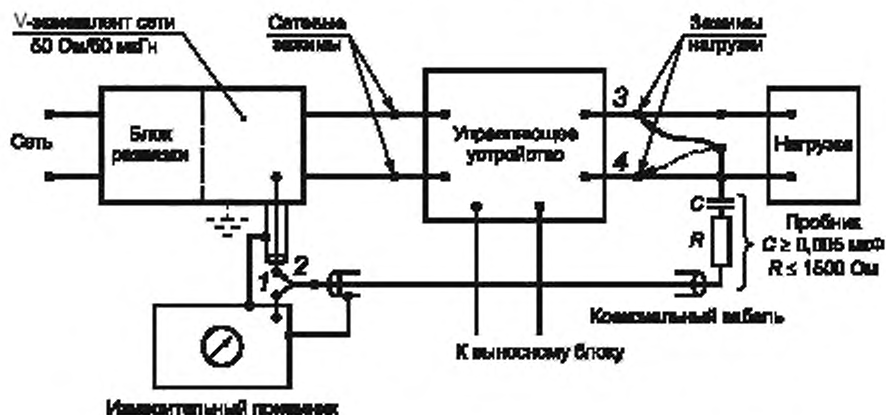 V-эквивалент сети
50 Ом/50 мкГн
Сетевые
зажимы
Зажимы
нагрузки
Сеть
Блок
развязки
Управляющее
устройство
3
4
Нагрузка
C
R
Пробник
C ≥ 0,005 мкФ
R ≤ 1500 Ом
1
2
Коаксиальный кабель
К выносному блоку
Измерительный приемник